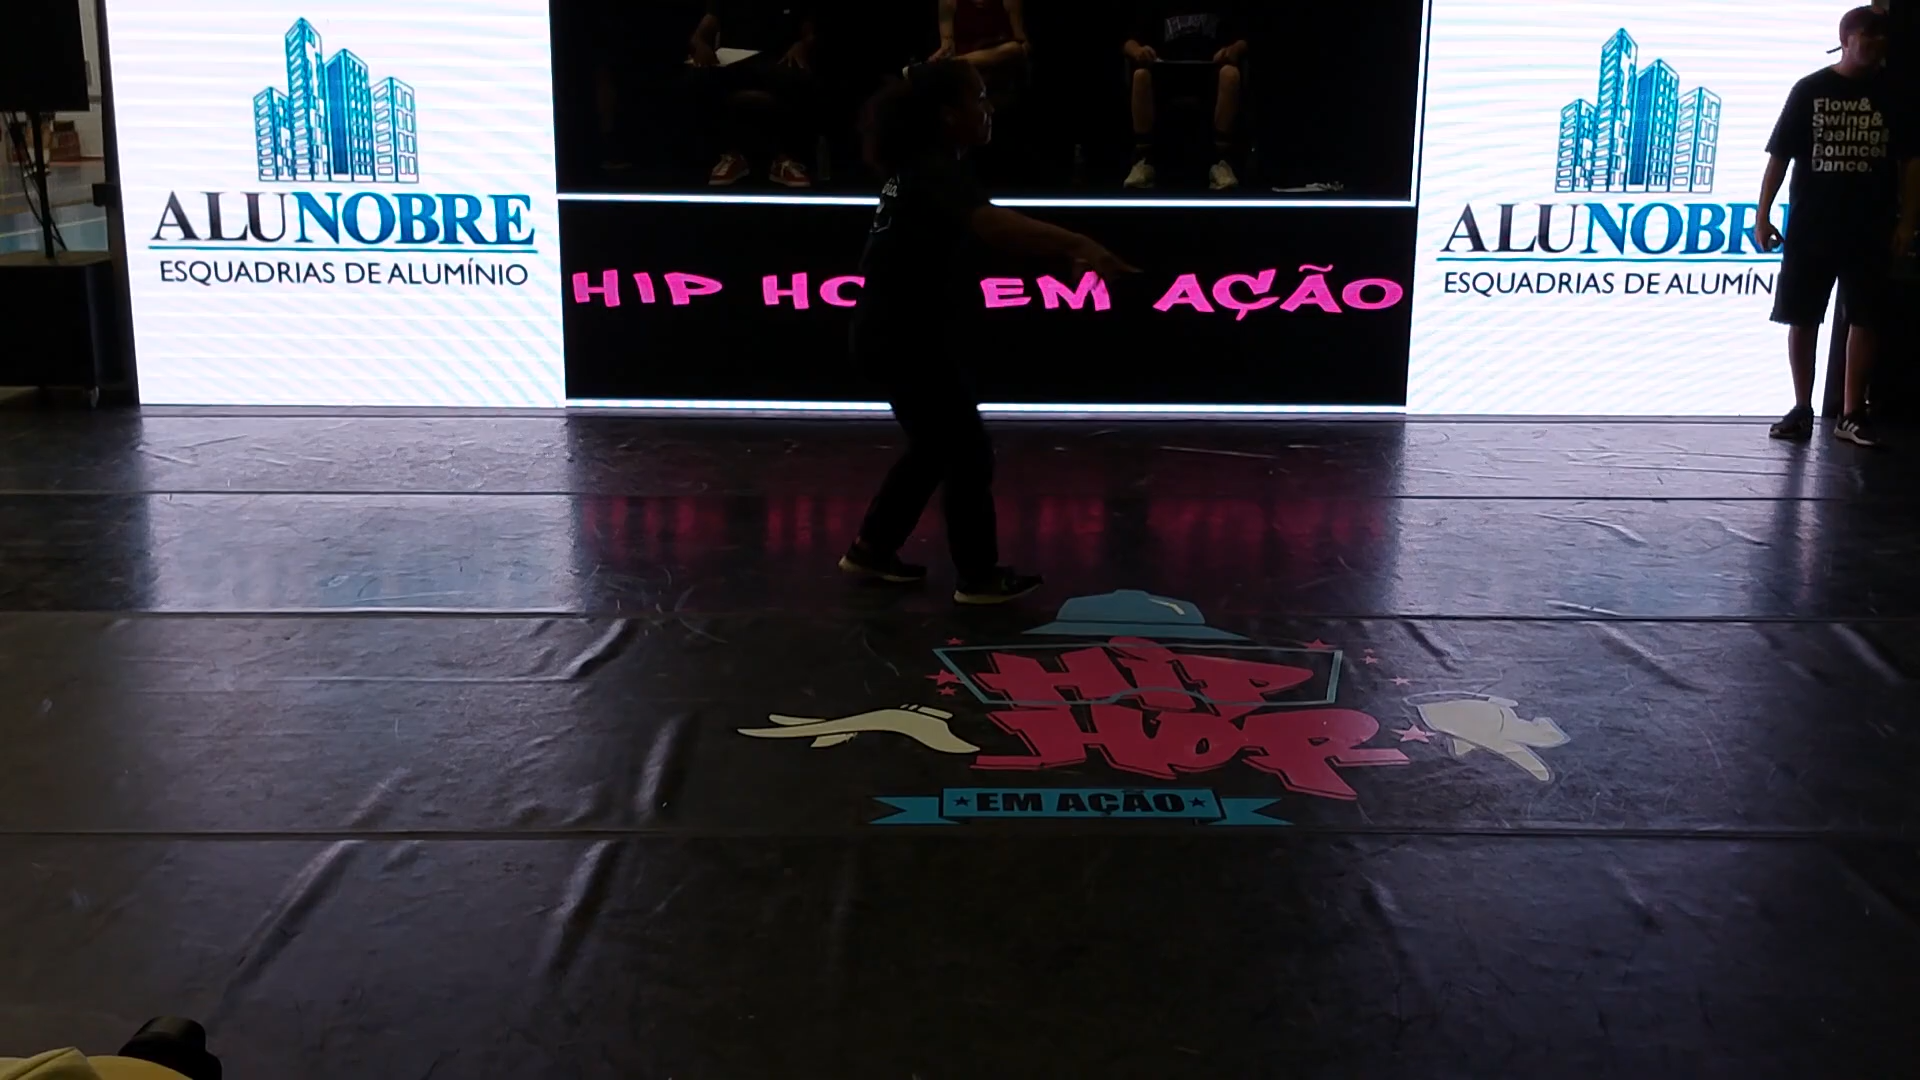 ALUNOBRE
ESQUADRIAS DE ALUMÍNIO
HIP HO EM AÇÃO
ALUNOBRE
ESQUADRIAS DE ALUMÍN
Flow&
Swing&
Feeling&
Bounce&
Dance.
HIP
HOP
EM AÇÃO